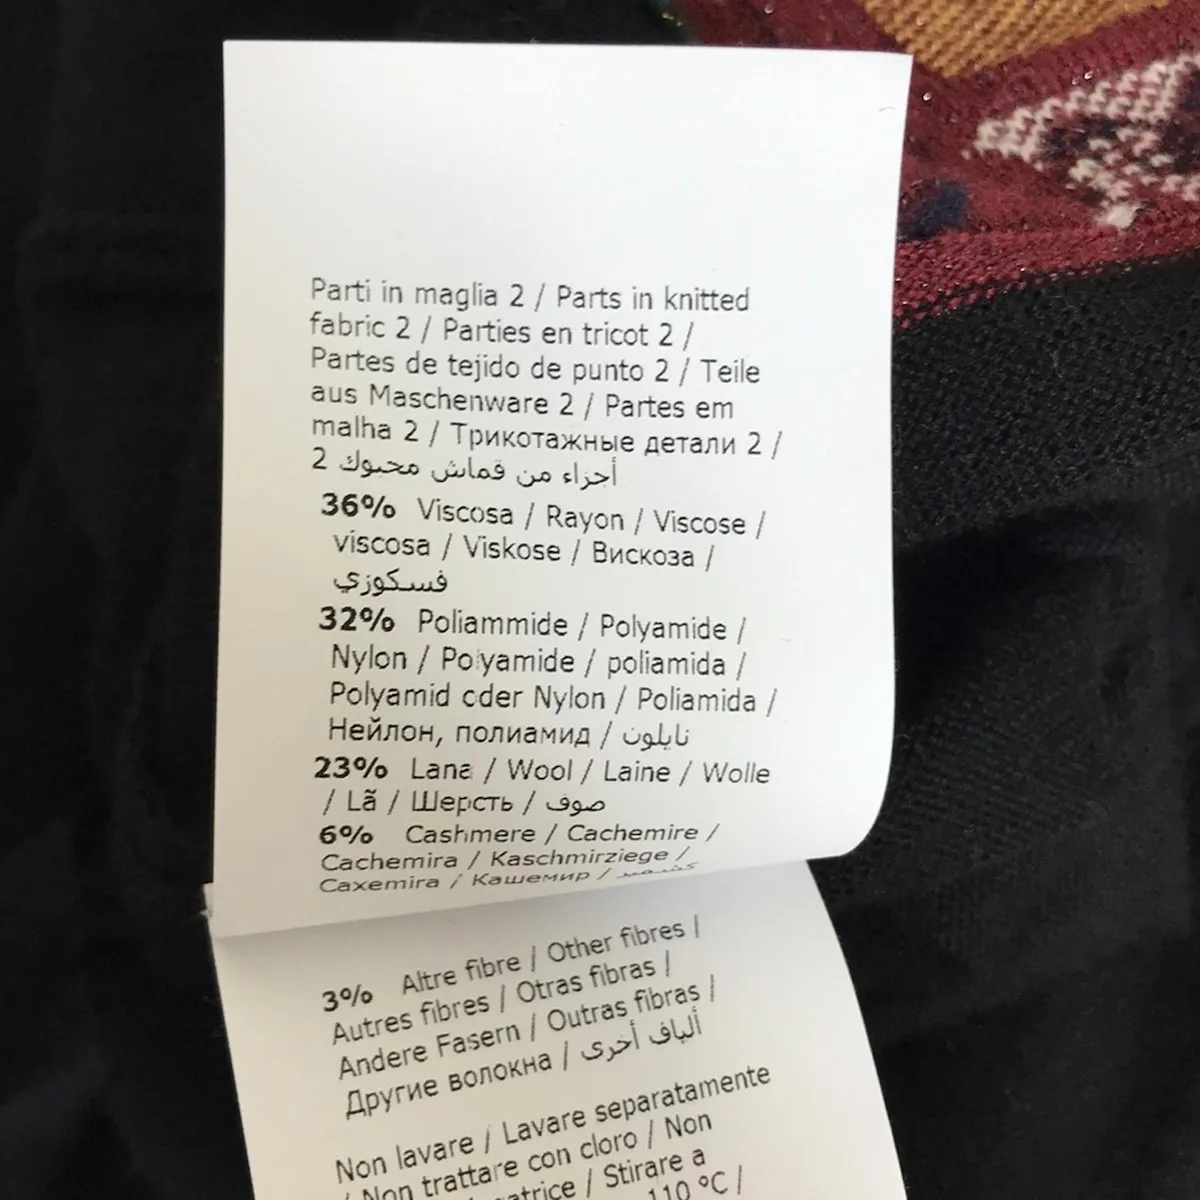 Parti in maglia 2 / Parts in knitted
fabric 2 / Parties en tricot 2 /
Partes de tejido de punto 2 / Teile
aus Maschenware 2 / Partes em
malha 2 / Трикотажные детали 2 /
أجزاء من قماش محبوك 2
36% Viscosa / Rayon / Viscose /
viscosa / Viskose / Вискоза /
فسكوزي
32% Poliammide / Polyamide /
Nylon / Polyamide / poliamida /
Polyamid oder Nylon / Poliamida /
Нейлон, полиамид / نايلون
23% Lana / Wool / Laine / Wolle
/ Lã / Шерсть / صوف
6% Cashmere / Cachemire /
Cachemira / Kaschmirziege /
Caxemira / Кашемир /
3% Altre fibre / Other fibres /
Autres fibres / Otras fibras /
Andere Fasern / Outras fibras /
Другие волокна / ألياف أخرى
Non lavare / Lavare separatamente
/ Non trattare con cloro / Non
/ Stirare a
110 °C /